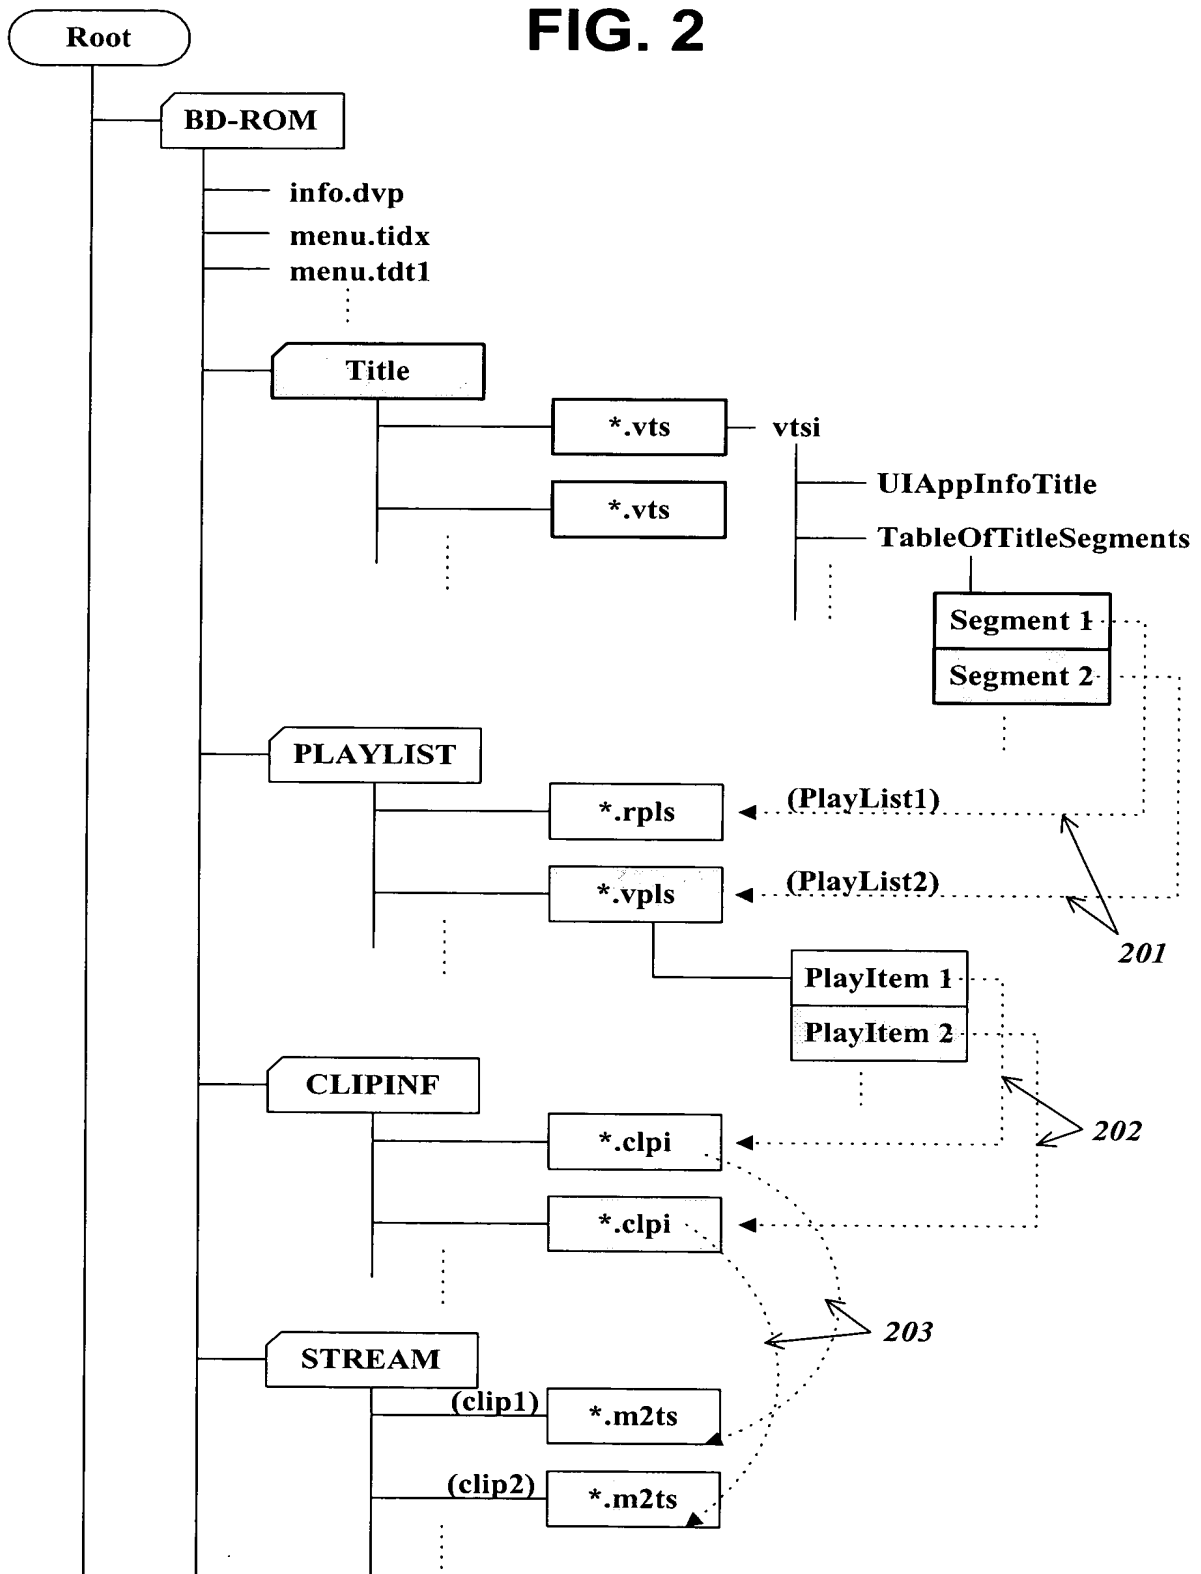 FIG. 2
Root
BD-ROM
info.dvp
menu.tidx
menu.tdt1
Title
*.vts
vtsi
UIAppInfoTitle
*.vts
TableOfTitleSegments
Segment 1
Segment 2
PLAYLIST
*.rpls
(PlayList1)
*.vpls
(PlayList2)
201
PlayItem 1
PlayItem 2
CLIPINF
*.clpi
202
*.clpi
203
STREAM
(clip1)
*.m2ts
(clip2)
*.m2ts